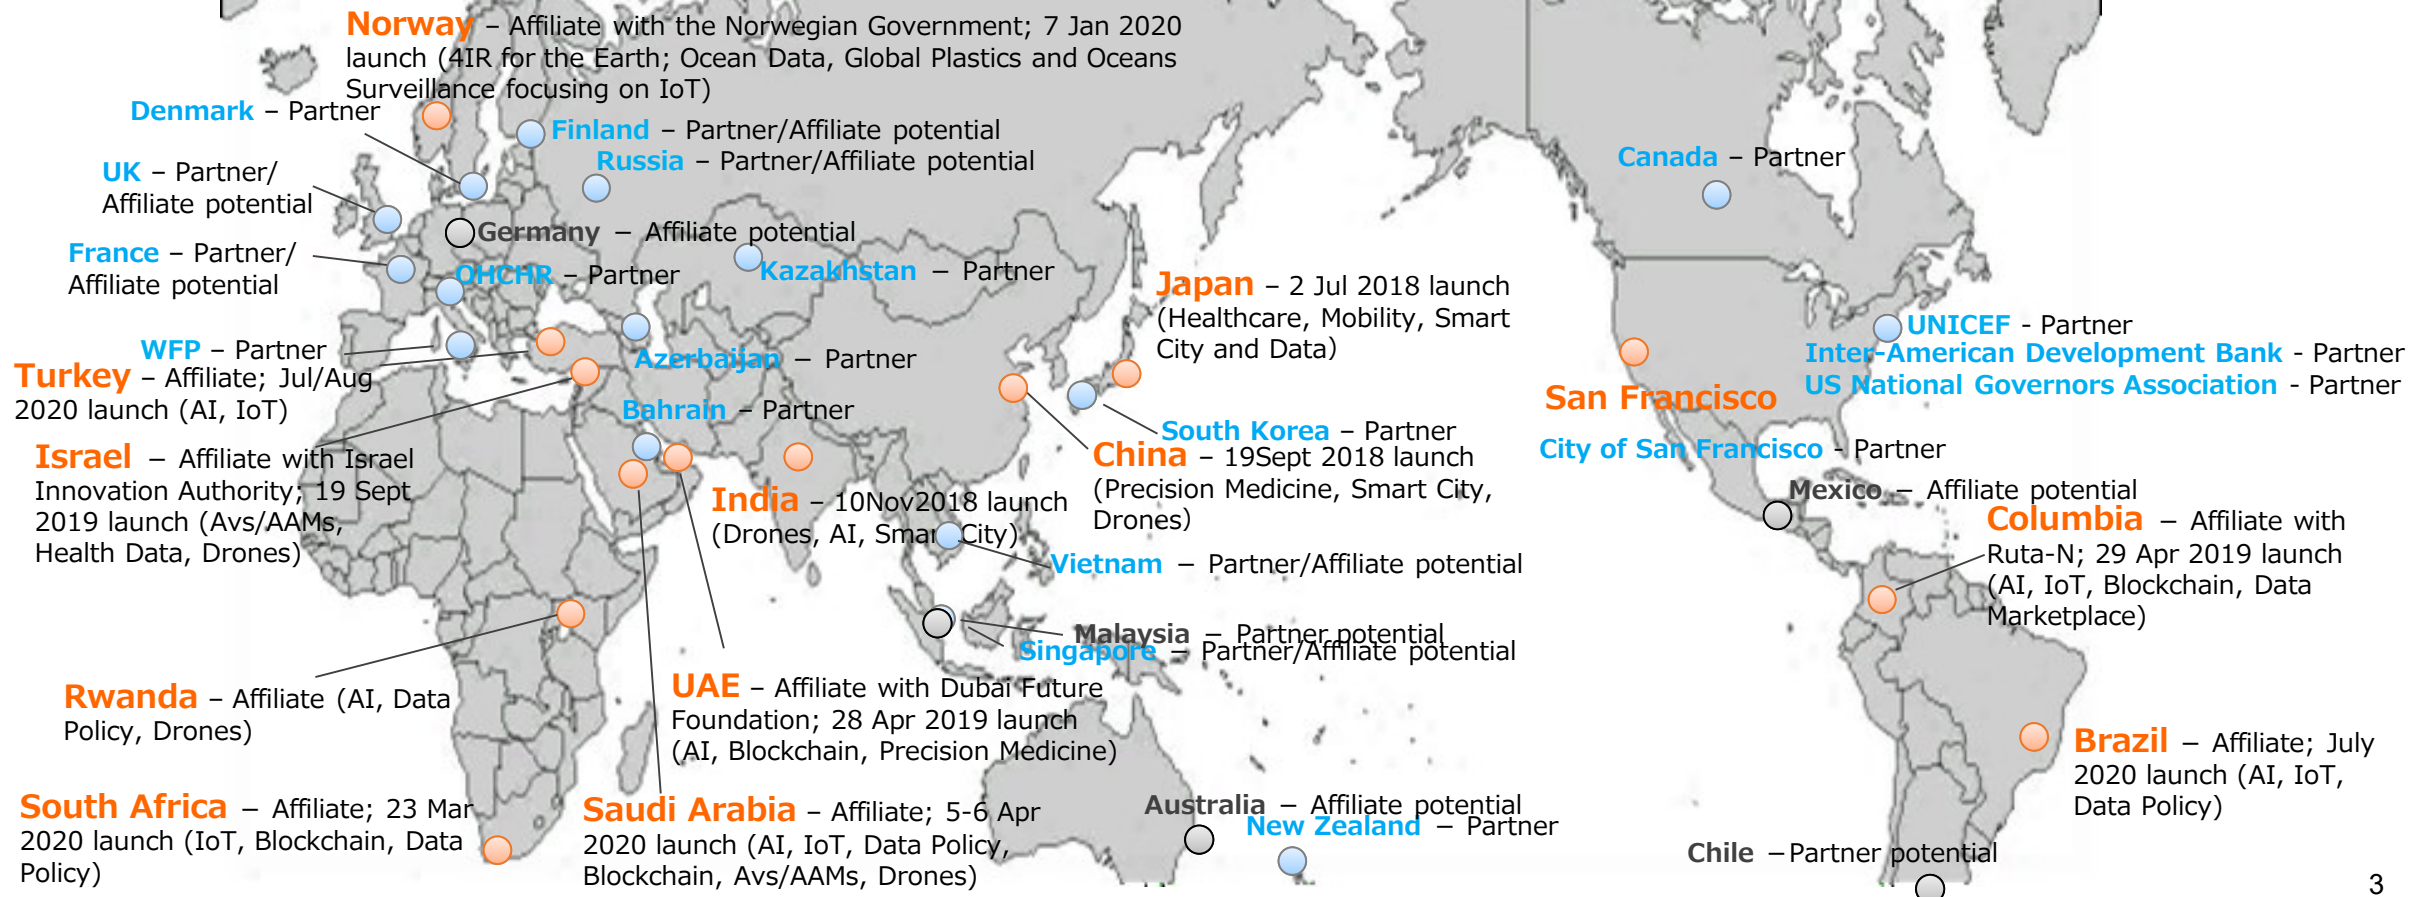 Norway – Affiliate with the Norwegian Government; 7 Jan 2020
launch (4IR for the Earth; Ocean Data, Global Plastics and Oceans
Surveillance focusing on IoT)
Denmark – Partner
Finland – Partner/Affiliate potential
Russia – Partner/Affiliate potential
UK – Partner/
Affiliate potential
Germany – Affiliate potential
France – Partner/
Affiliate potential
OHCHR – Partner
Kazakhstan – Partner
WFP – Partner
Azerbaijan – Partner
Turkey – Affiliate; Jul/Aug
2020 launch (AI, IoT)
Bahrain – Partner
Israel – Affiliate with Israel
Innovation Authority; 19 Sept
2019 launch (Avs/AAMs,
Health Data, Drones)
Japan – 2 Jul 2018 launch
(Healthcare, Mobility, Smart
City and Data)
South Korea – Partner
China – 19Sept 2018 launch
(Precision Medicine, Smart City,
Drones)
India – 10Nov2018 launch
(Drones, AI, Smart City)
Vietnam – Partner/Affiliate potential
Malaysia – Partner potential
Singapore – Partner/Affiliate potential
Rwanda – Affiliate (AI, Data
Policy, Drones)
UAE – Affiliate with Dubai Future
Foundation; 28 Apr 2019 launch
(AI, Blockchain, Precision Medicine)
South Africa – Affiliate; 23 Mar
2020 launch (IoT, Blockchain, Data
Policy)
Saudi Arabia – Affiliate; 5-6 Apr
2020 launch (AI, IoT, Data Policy,
Blockchain, Avs/AAMs, Drones)
Australia – Affiliate potential
New Zealand – Partner
Canada – Partner
UNICEF - Partner
Inter-American Development Bank - Partner
US National Governors Association - Partner
San Francisco
City of San Francisco - Partner
Mexico – Affiliate potential
Columbia – Affiliate with
Ruta-N; 29 Apr 2019 launch
(AI, IoT, Blockchain, Data
Marketplace)
Brazil – Affiliate; July
2020 launch (AI, IoT,
Data Policy)
Chile –Partner potential
3